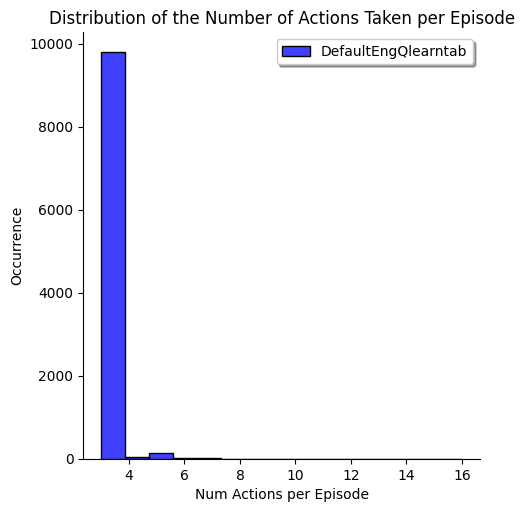 Distribution of the Number of Actions Taken per Episode
DefaultEngQlearntab
10000
8000
6000
4000
2000
0
Occurrence
4 6 8 10 12 14 16
Num Actions per Episode